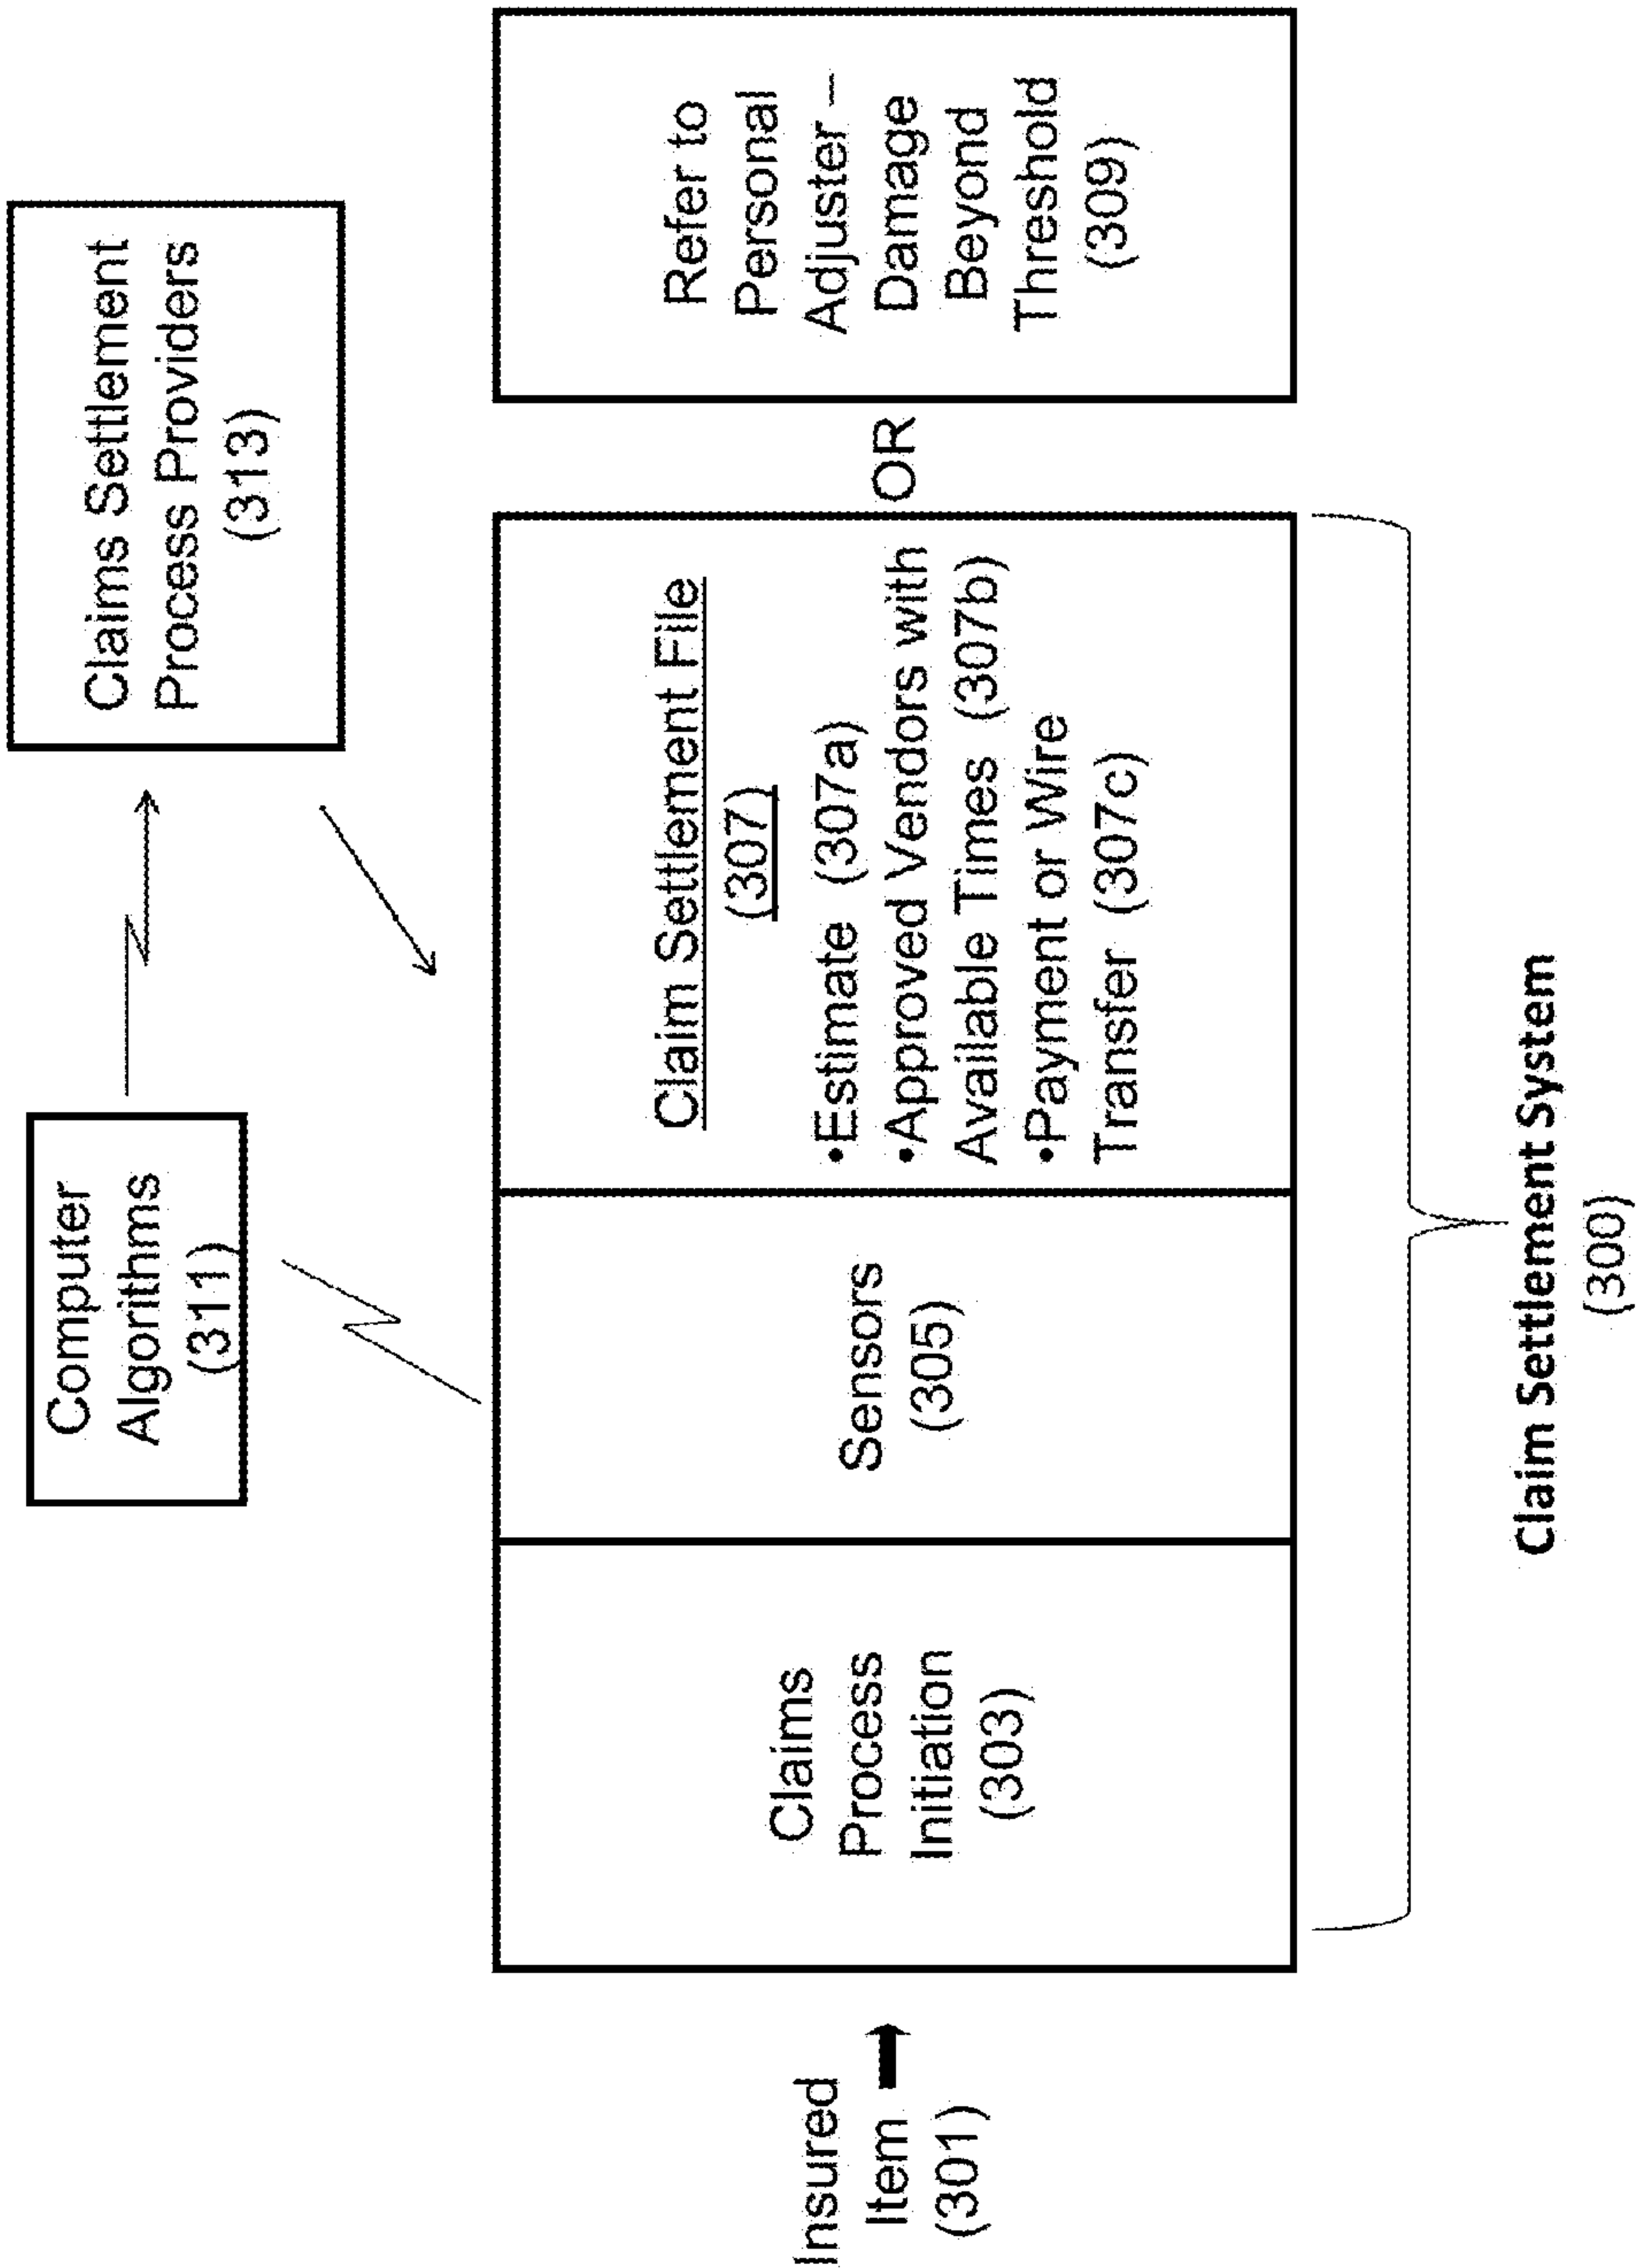 Computer
Algorithms
(311)
Claims Settlement
Process Providers
(313)
Insured
Item
(301)
Claims
Process
Initiation
(303)
Sensors
(305)
Claim Settlement File
(307)
•Estimate (307a)
•Approved Vendors with
Available Times (307b)
•Payment or Wire
Transfer (307c)
OR
Refer to
Personal
Adjuster –
Damage
Beyond
Threshold
(309)
Claim Settlement System
(300)